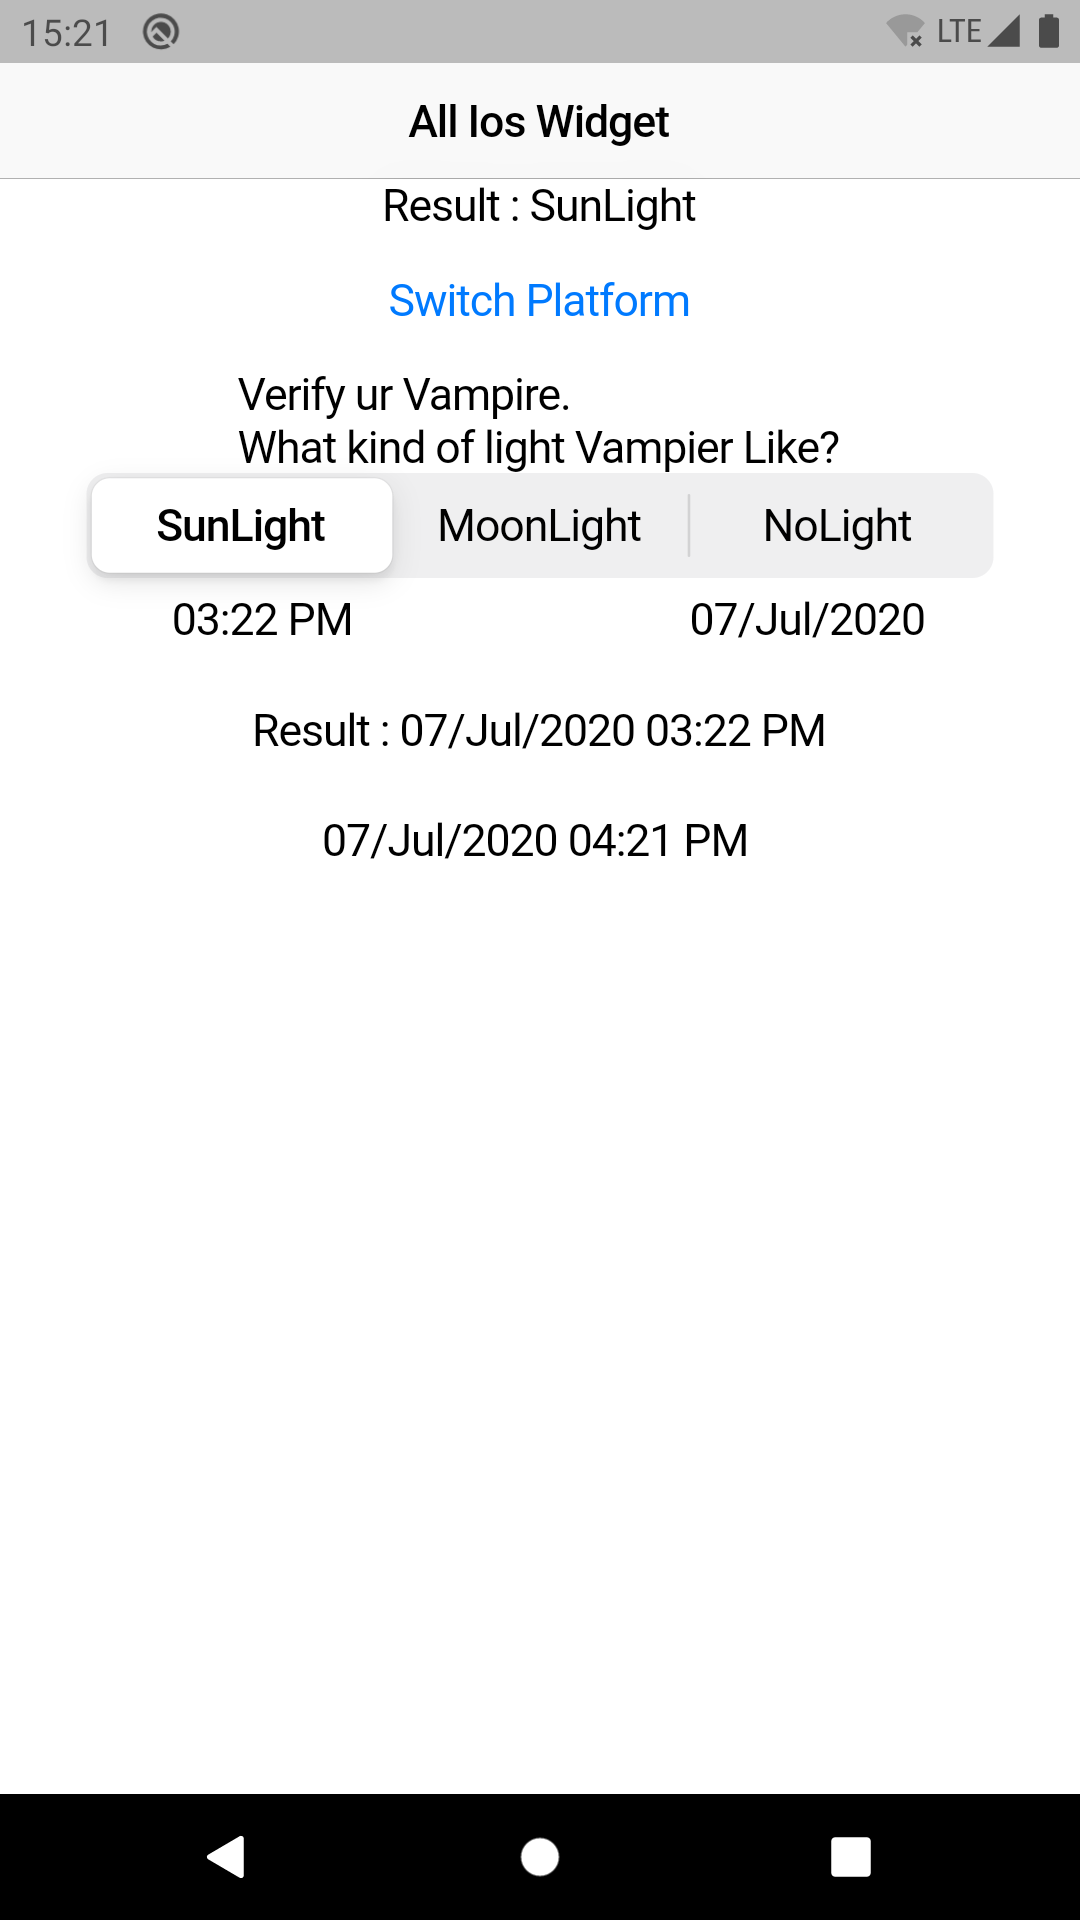 15:21 LTE
All Ios Widget
Result : SunLight
Switch Platform
Verify ur Vampire.
What kind of light Vampier Like?
SunLight MoonLight NoLight
03:22 PM 07/Jul/2020
Result : 07/Jul/2020 03:22 PM
07/Jul/2020 04:21 PM